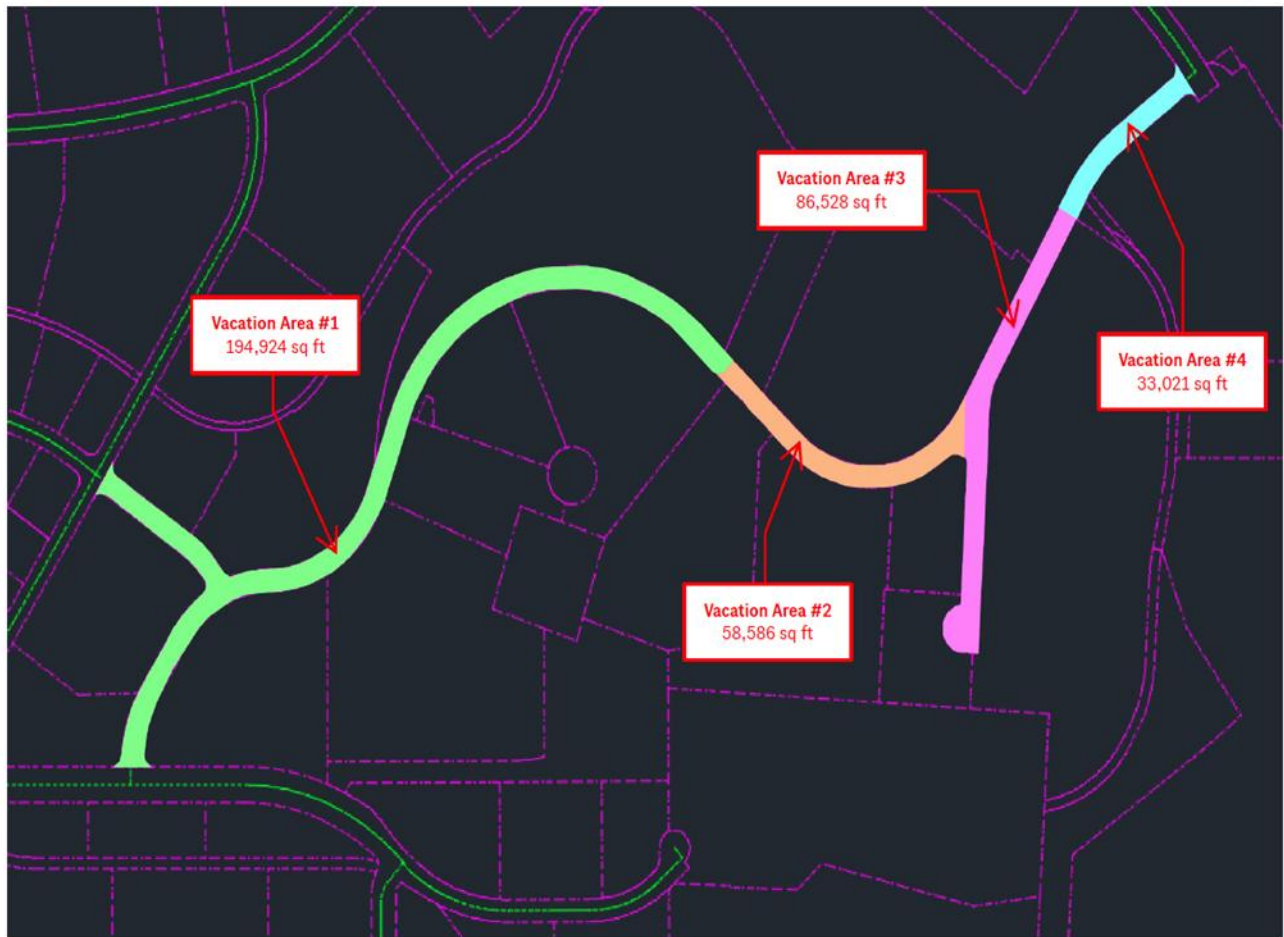 Vacation Area #3
86,528 sq ft
Vacation Area #1
194,924 sq ft
Vacation Area #4
33,021 sq ft
Vacation Area #2
58,586 sq ft